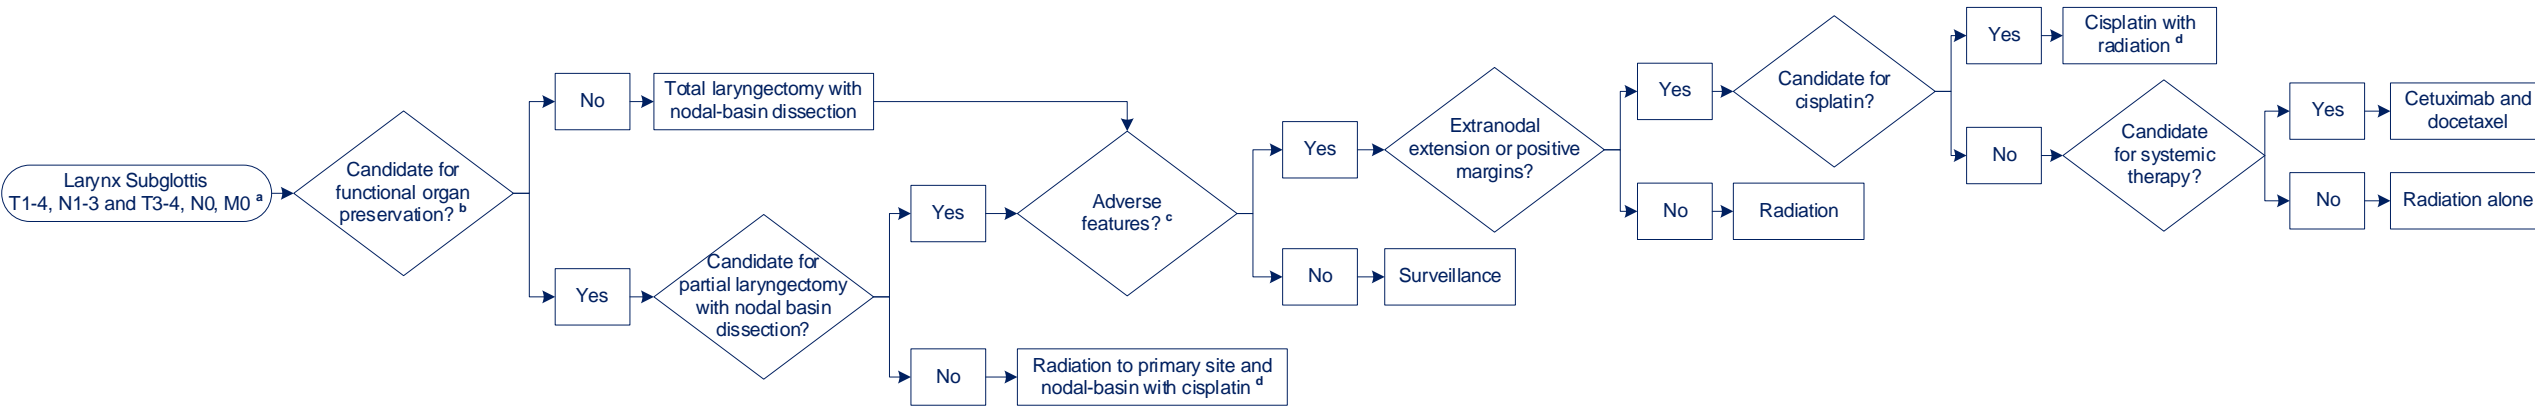 Larynx Subglottis
T1-4, N1-3 and T3-4, N0, M0 a
Candidate for
functional organ
preservation? b
No
Total laryngectomy with
nodal-basin dissection
Yes
Candidate for
partial laryngectomy
with nodal basin
dissection?
Yes
Adverse
features? c
No
Radiation to primary site and
nodal-basin with cisplatin d
Yes
Extranodal
extension or positive
margins?
No
Surveillance
Yes
Candidate for
cisplatin?
No
Radiation
Yes
Cisplatin with
radiation d
No
Candidate
for systemic
therapy?
Yes
Cetuximab and
docetaxel
No
Radiation alone